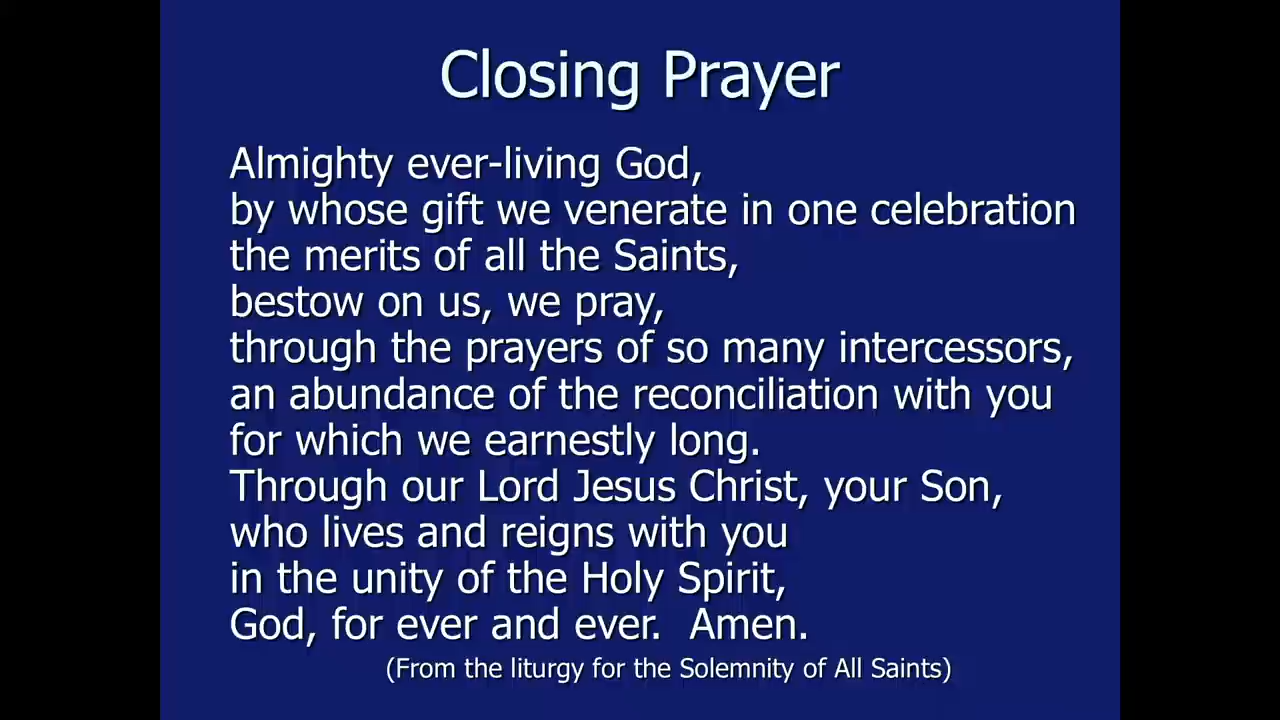 Closing Prayer
Almighty ever-living God,
by whose gift we venerate in one celebration
the merits of all the Saints,
bestow on us, we pray,
through the prayers of so many intercessors,
an abundance of the reconciliation with you
for which we earnestly long.
Through our Lord Jesus Christ, your Son,
who lives and reigns with you
in the unity of the Holy Spirit,
God, for ever and ever.  Amen.
(From the liturgy for the Solemnity of All Saints)